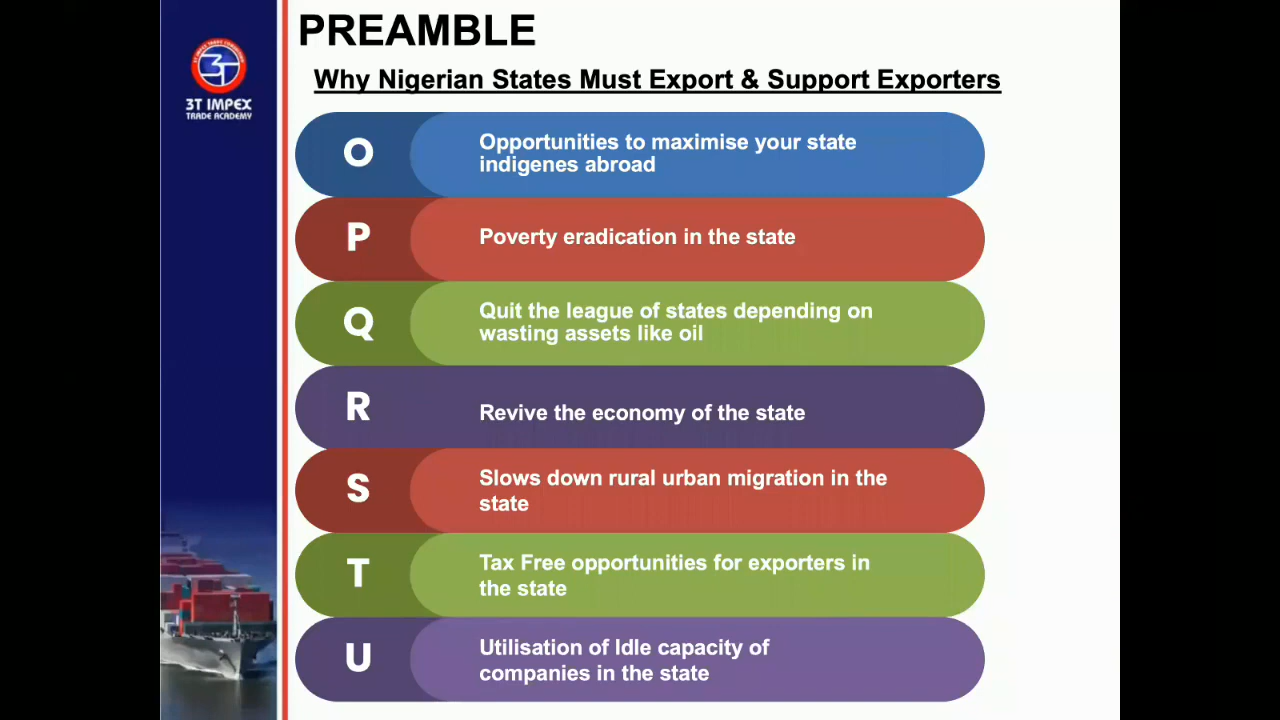 PREAMBLE
Why Nigerian States Must Export & Support Exporters
3T IMPEX
TRADE ACADEMY
O
Opportunities to maximise your state
indigenes abroad
P
Poverty eradication in the state
Q
Quit the league of states depending on
wasting assets like oil
R
Revive the economy of the state
S
Slows down rural urban migration in the
state
T
Tax Free opportunities for exporters in
the state
U
Utilisation of Idle capacity of
companies in the state